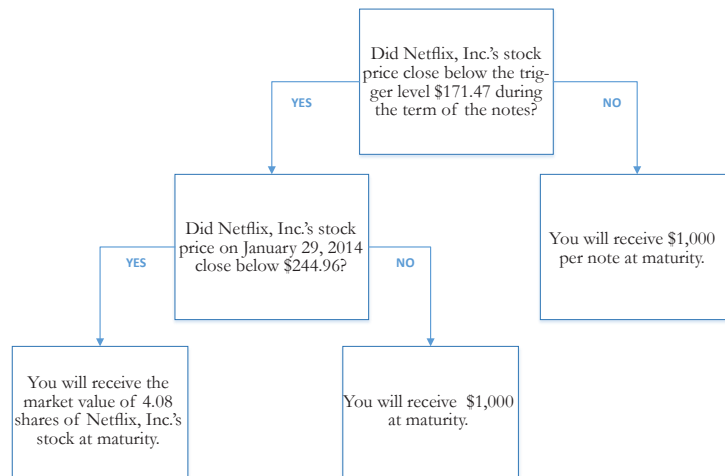 Did Netflix, Inc.'s stock
price close below the trig-
ger level $171.47 during
the term of the notes?
YES
NO
Did Netflix, Inc.'s stock
price on January 29, 2014
close below $244.96?
You will receive $1,000
per note at maturity.
YES
NO
You will receive the
market value of 4.08
shares of Netflix, Inc.'s
stock at maturity.
You will receive $1,000
at maturity.